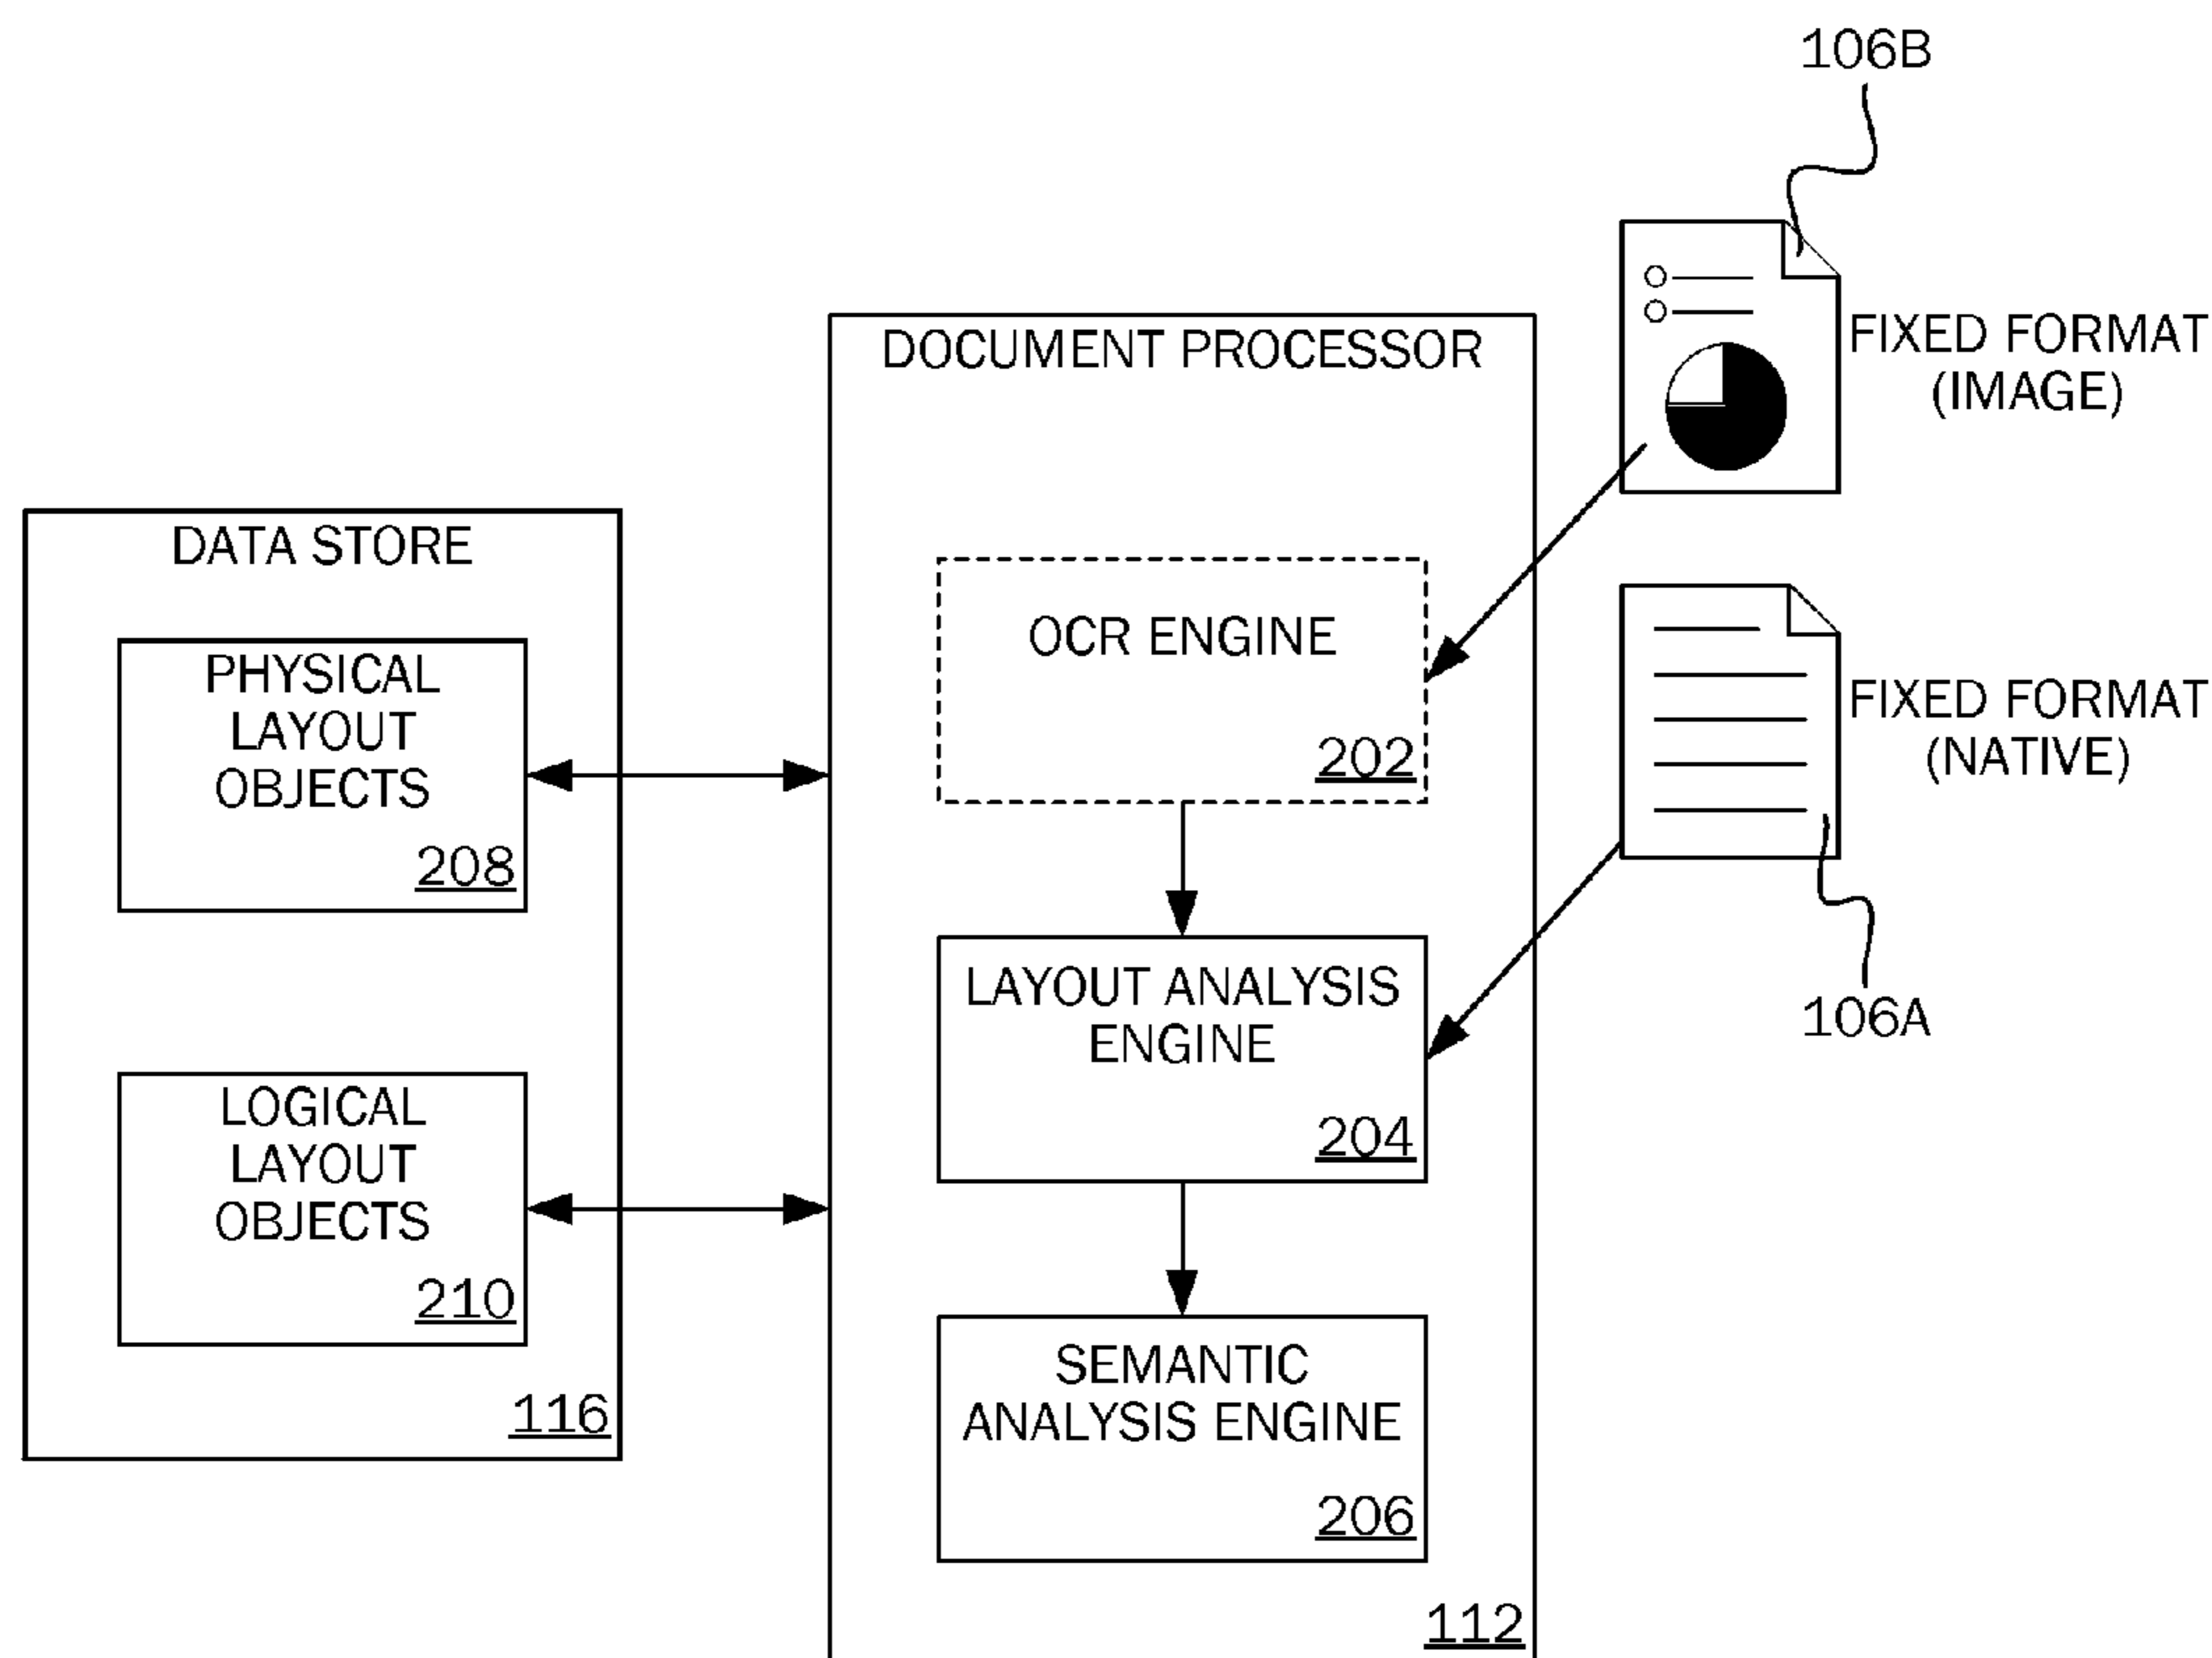 106B
FIXED FORMAT
(IMAGE)
DOCUMENT PROCESSOR
DATA STORE
PHYSICAL
LAYOUT
OBJECTS
208
OCR ENGINE
202
FIXED FORMAT
(NATIVE)
106A
LAYOUT ANALYSIS
ENGINE
204
LOGICAL
LAYOUT
OBJECTS
210
116
SEMANTIC
ANALYSIS ENGINE
206
112